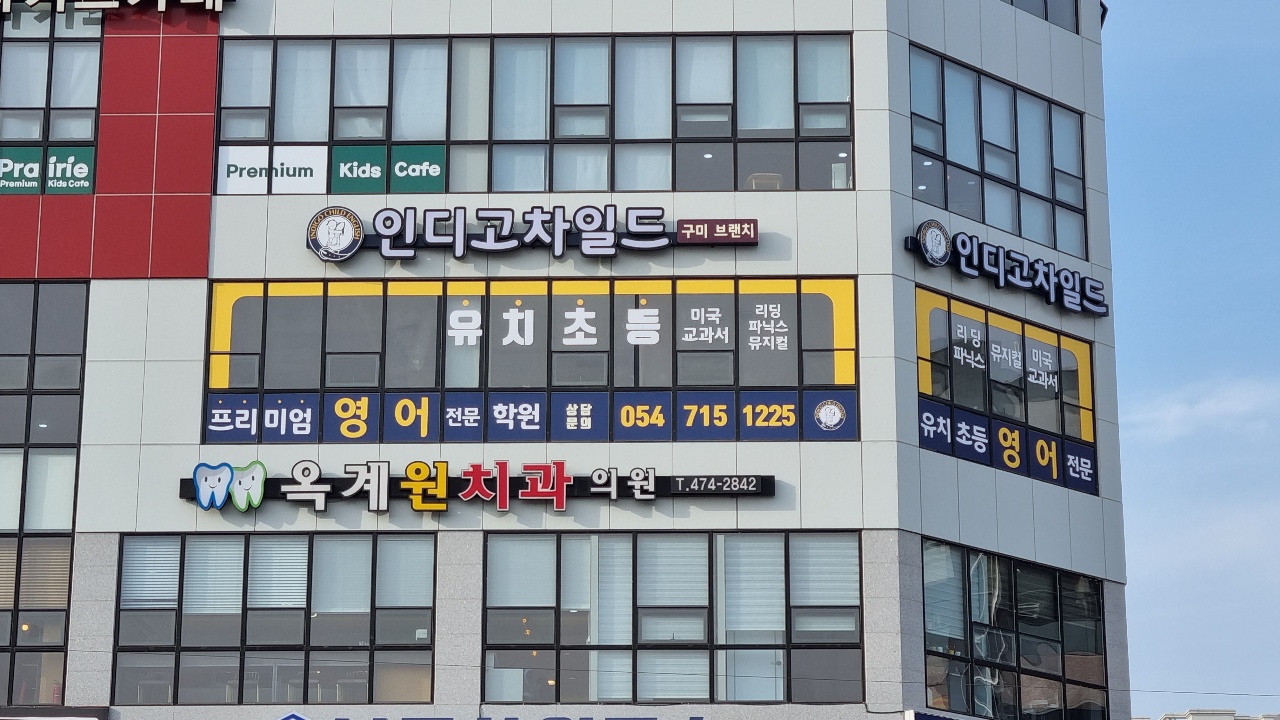 Prairie
Premium Kids Cafe
Premium Kids Cafe
인디고차일드 구미 브랜치
유치초등 미국 교과서 리딩 파닉스 뮤지컬
프리미엄 영어 전문 학원 상담 문의 054 715 1225
옥계원치과의원 T.474-2842
인디고차일드
리딩 파닉스 뮤지컬 미국 교과서
유치 초등 영어 전문